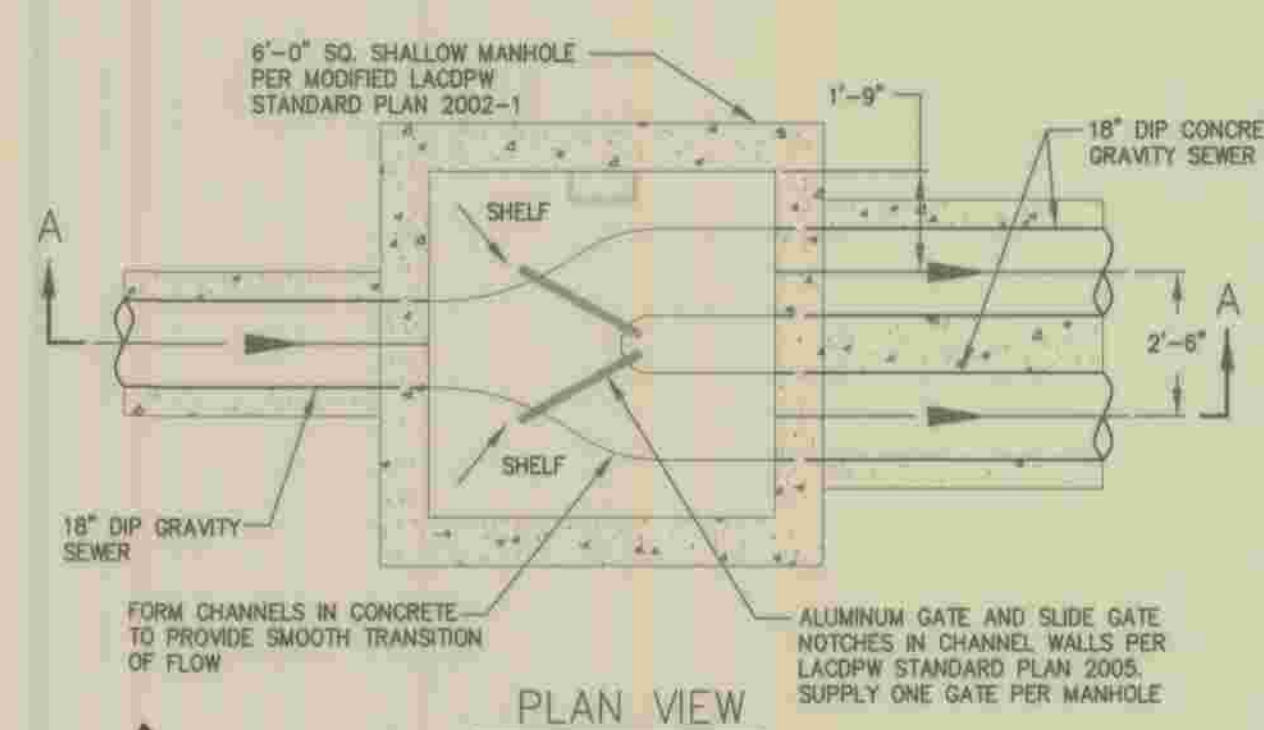 6'-0" SQ. SHALLOW MANHOLE
PER MODIFIED LACDPW
STANDARD PLAN 2002-1
1'-9"
18" DIP CONCRE
GRAVITY SEWER
SHELF
A
A
2'-6"
SHELF
18" DIP GRAVITY
SEWER
FORM CHANNELS IN CONCRETE
TO PROVIDE SMOOTH TRANSITION
OF FLOW
ALUMINUM GATE AND SLIDE GATE
NOTCHES IN CHANNEL WALLS PER
LACDPW STANDARD PLAN 2005.
SUPPLY ONE GATE PER MANHOLE
PLAN VIEW